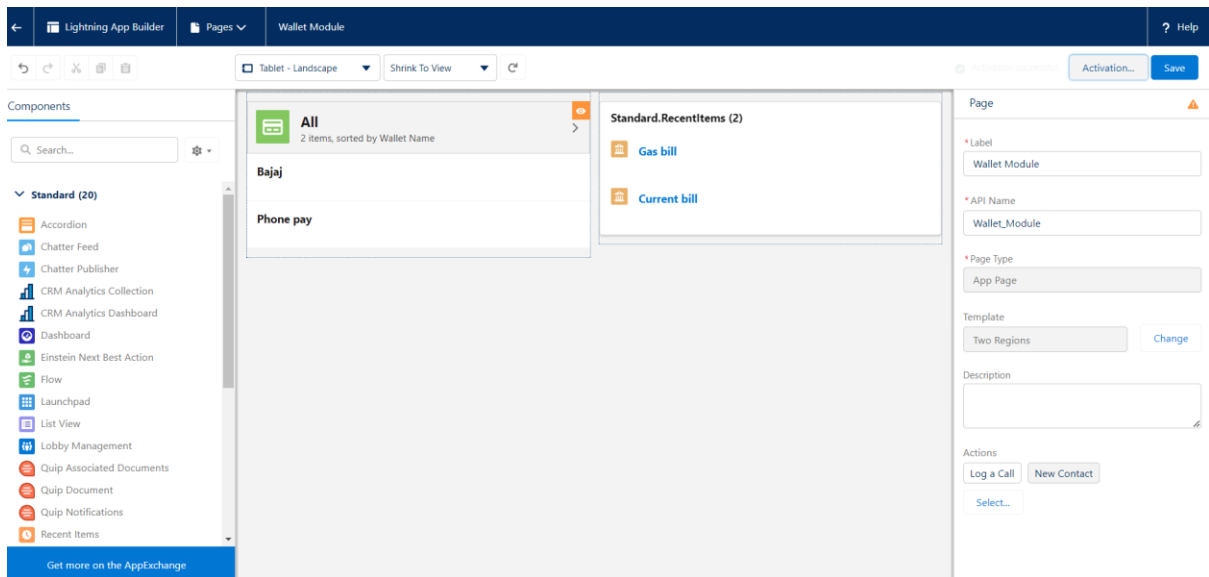 Lightning App Builder
Pages
Wallet Module
? Help
Tablet - Landscape
Shrink To View
Activation...
Save
Components
Search...
Standard (20)
Accordion
Chatter Feed
Chatter Publisher
CRM Analytics Collection
CRM Analytics Dashboard
Dashboard
Einstein Next Best Action
Flow
Launchpad
List View
Lobby Management
Quip Associated Documents
Quip Document
Quip Notifications
Recent Items
Get more on the AppExchange
All
2 items, sorted by Wallet Name
Bajaj
Phone pay
Standard.RecentItems (2)
Gas bill
Current bill
Page
*Label
Wallet Module
*API Name
Wallet_Module
*Page Type
App Page
Template
Two Regions
Change
Description
Actions
Log a Call
New Contact
Select...